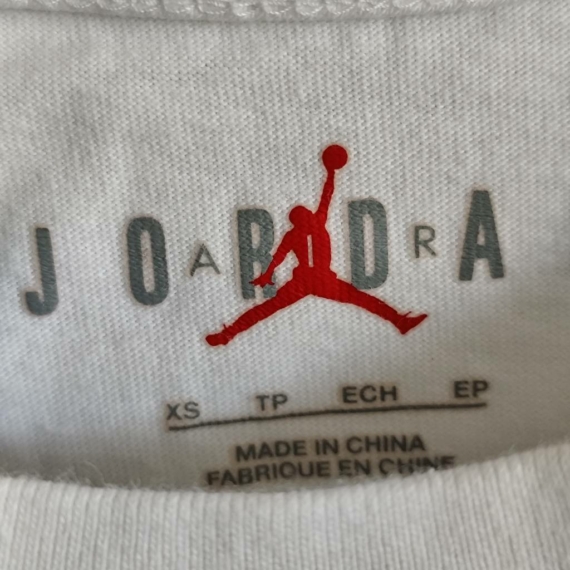 J O A R D R A
XS TP ECH EP
MADE IN CHINA
FABRIQUE EN CHINE